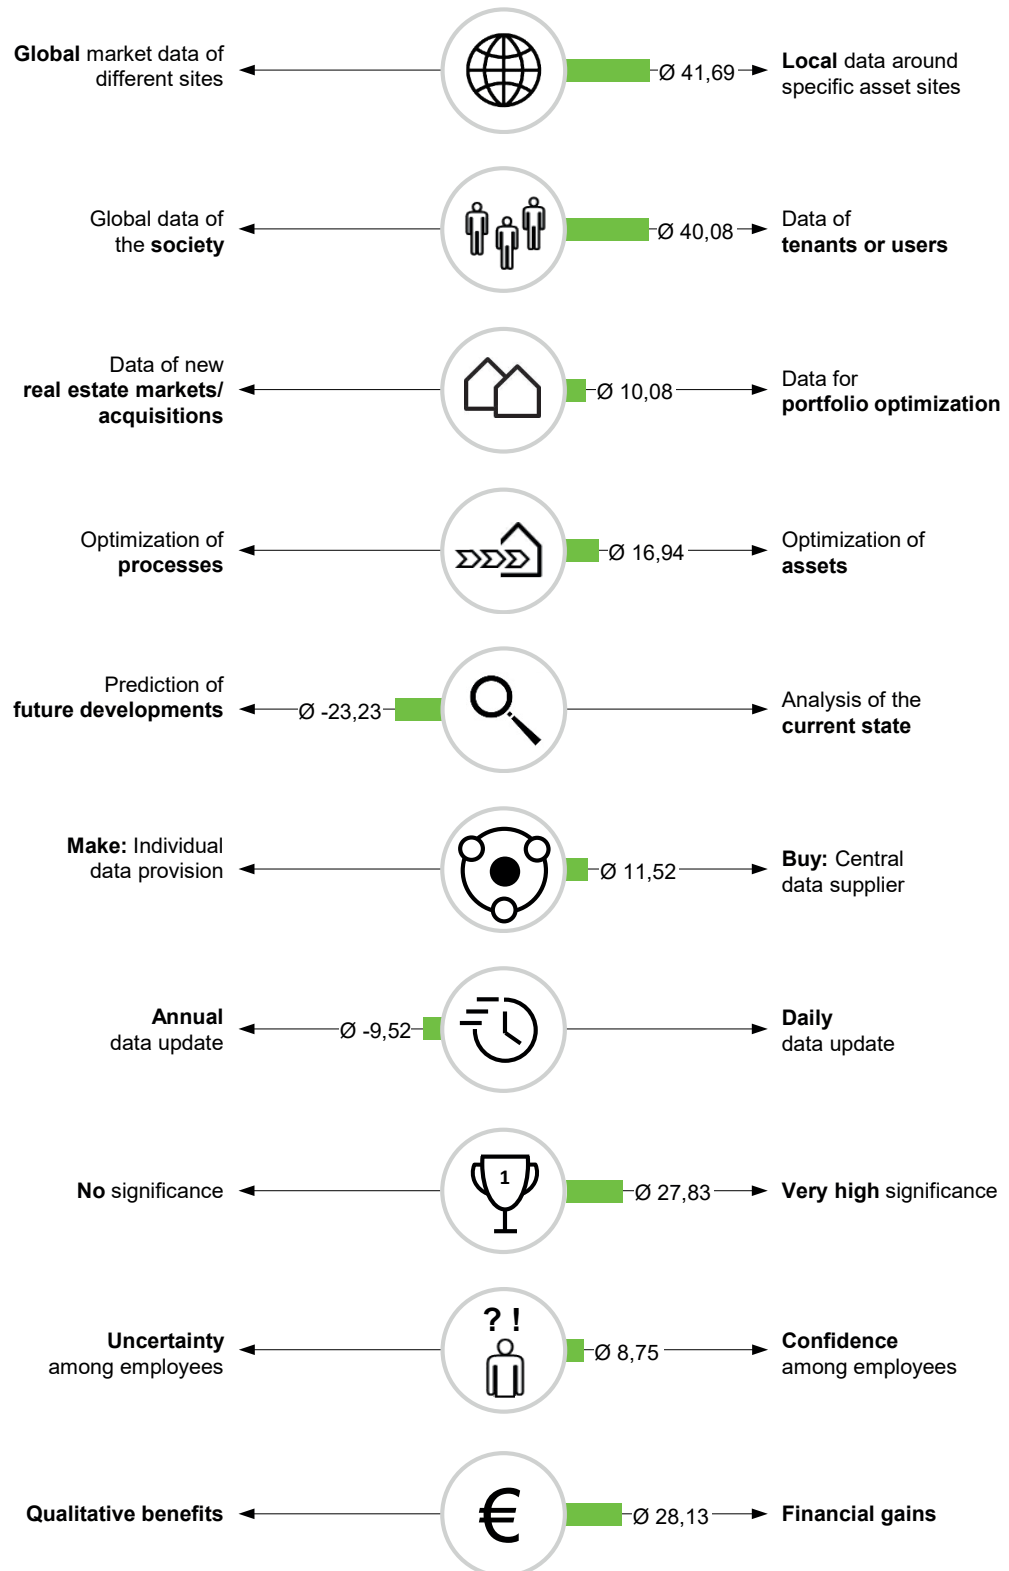 Global market data of
different sites
Ø 41,69
Local data around
specific asset sites
Global data of
the society
Ø 40,08
Data of
tenants or users
Data of new
real estate markets/
acquisitions
Ø 10,08
Data for
portfolio optimization
Optimization of
processes
Ø 16,94
Optimization of
assets
Prediction of
future developments
Ø -23,23
Analysis of the
current state
Make: Individual
data provision
Ø 11,52
Buy: Central
data supplier
Annual
data update
Ø -9,52
Daily
data update
No significance
1
Ø 27,83
Very high significance
Uncertainty
among employees
? !
Ø 8,75
Confidence
among employees
Qualitative benefits
€
Ø 28,13
Financial gains